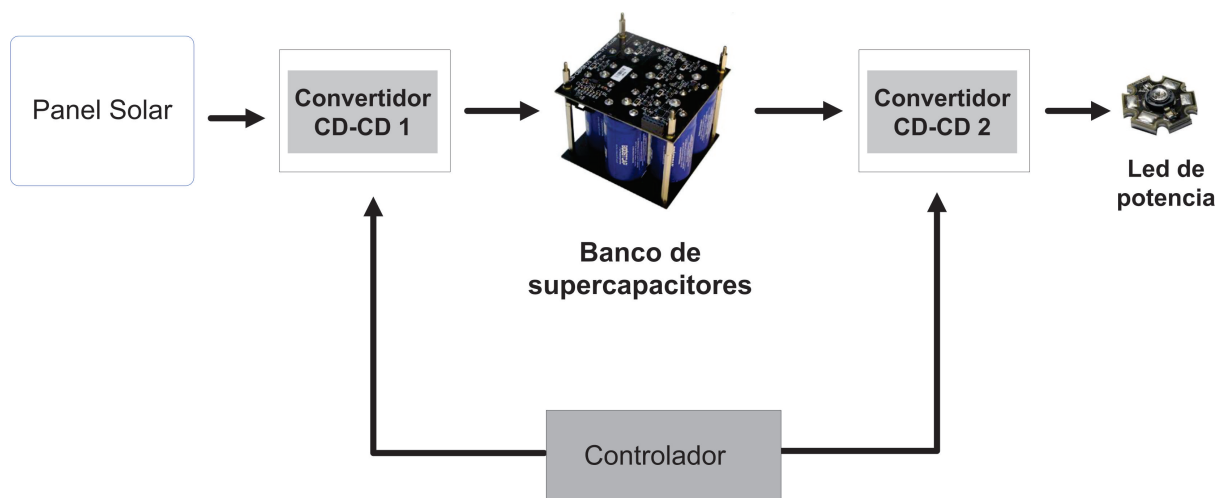 Panel Solar
Convertidor
CD-CD 1
Convertidor
CD-CD 2
Led de
potencia
Banco de
supercapacitores
Controlador